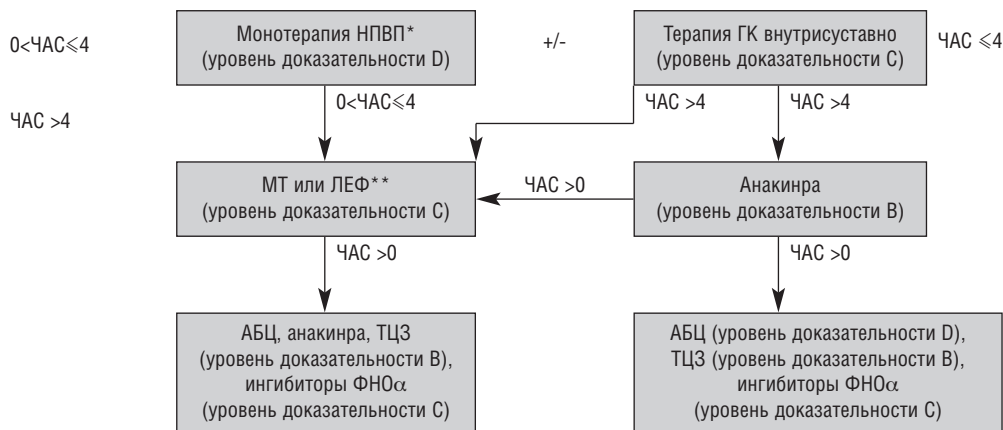 0<ЧАС⩽4
Монотерапия НПВП*
(уровень доказательности D)
+/-
Терапия ГК внутрисуставно
(уровень доказательности С)
ЧАС ⩽4
ЧАС >4
0<ЧАС⩽4
ЧАС >4
ЧАС >4
МТ или ЛЕФ**
(уровень доказательности С)
ЧАС >0
Анакинра
(уровень доказательности В)
ЧАС >0
ЧАС >0
АБЦ, анакинра, ТЦЗ
(уровень доказательности В),
ингибиторы ФНОα
(уровень доказательности С)
АБЦ (уровень доказательности D),
ТЦЗ (уровень доказательности В),
ингибиторы ФНОα
(уровень доказательности С)